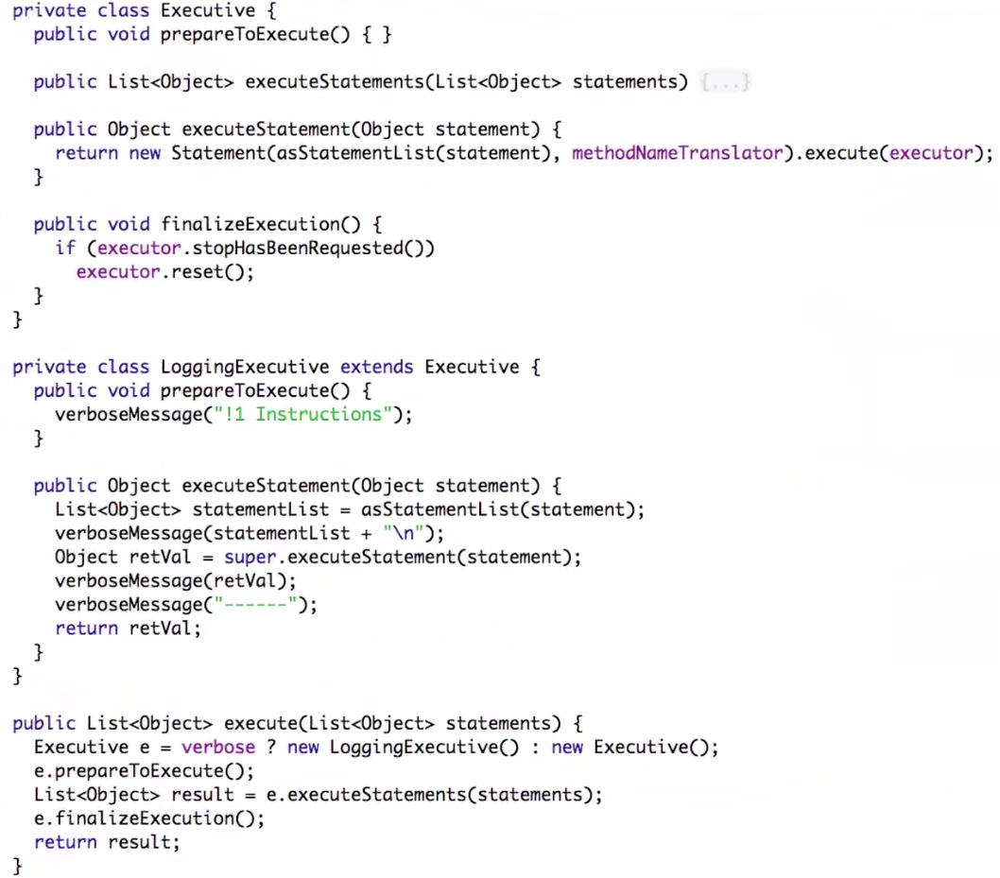 private class Executive {
  public void prepareToExecute() { }

  public List<Object> executeStatements(List<Object> statements) {...}

  public Object executeStatement(Object statement) {
    return new Statement(asStatementList(statement), methodNameTranslator).execute(executor);
  }

  public void finalizeExecution() {
    if (executor.stopHasBeenRequested())
      executor.reset();
  }
}

private class LoggingExecutive extends Executive {
  public void prepareToExecute() {
    verboseMessage("!1 Instructions");
  }

  public Object executeStatement(Object statement) {
    List<Object> statementList = asStatementList(statement);
    verboseMessage(statementList + "\n");
    Object retVal = super.executeStatement(statement);
    verboseMessage(retVal);
    verboseMessage("------");
    return retVal;
  }
}

public List<Object> execute(List<Object> statements) {
  Executive e = verbose ? new LoggingExecutive() : new Executive();
  e.prepareToExecute();
  List<Object> result = e.executeStatements(statements);
  e.finalizeExecution();
  return result;
}